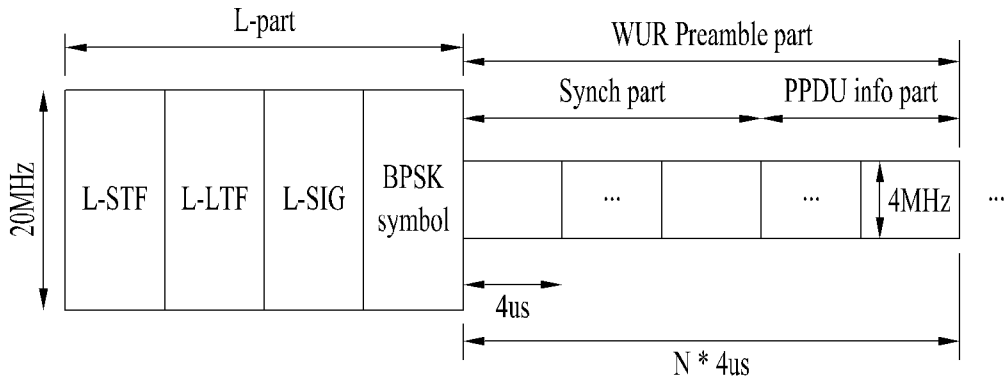 L-part
WUR Preamble part
Synch part
PPDU info part
20MHz
L-STF
L-LTF
L-SIG
BPSK
symbol
...
...
4MHz
...
4us
N * 4us